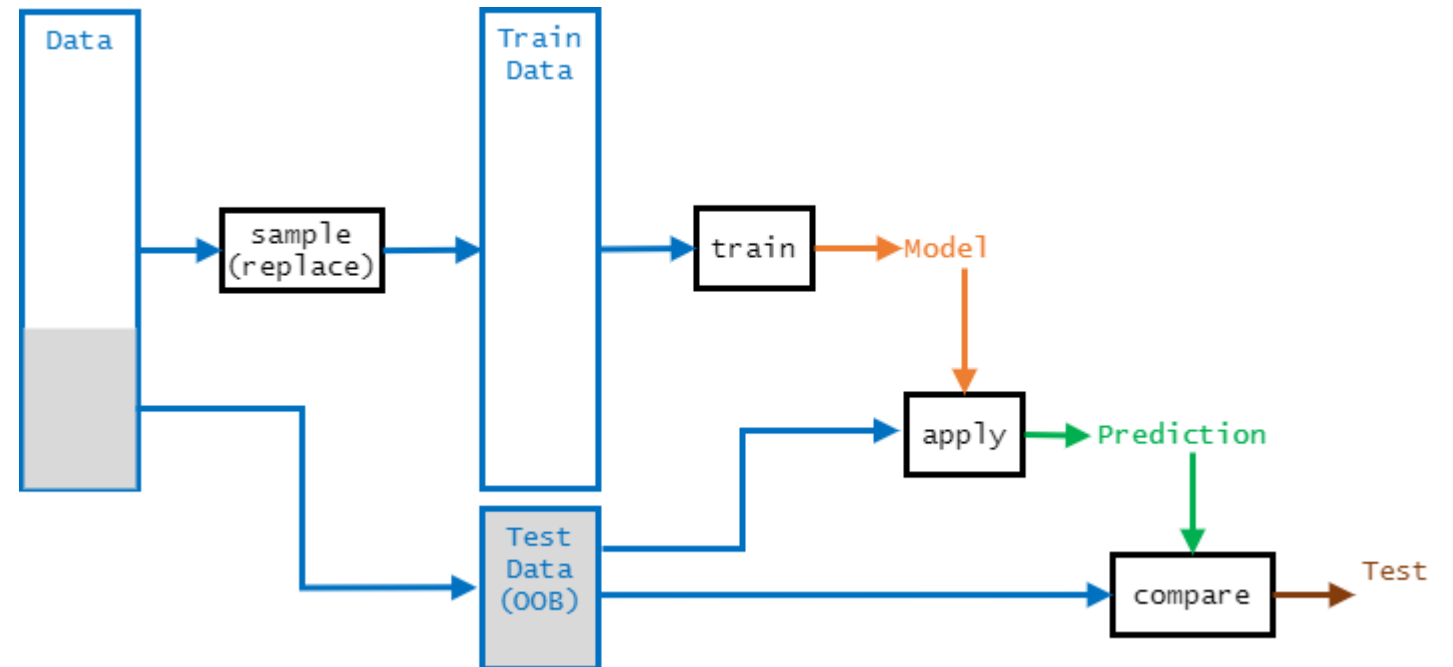 Data
Train
Data
sample
(replace)
train
Model
apply
Prediction
Test
Data
(OOB)
compare
Test